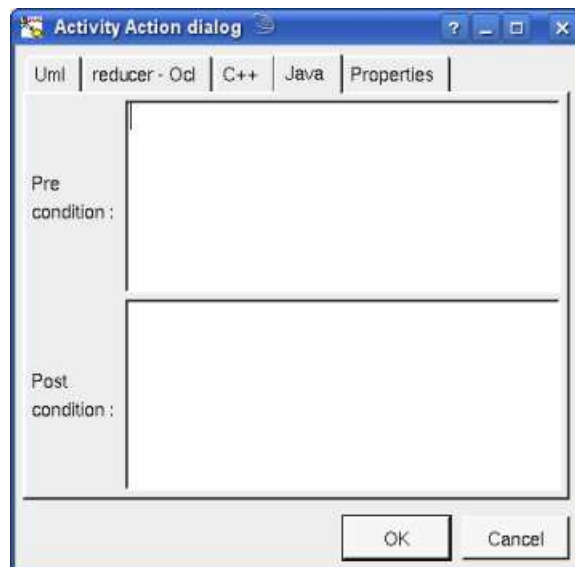 Activity Action dialog
Uml reducer - Ocl C++ Java Properties
Pre
condition :
Post
condition :
OK Cancel